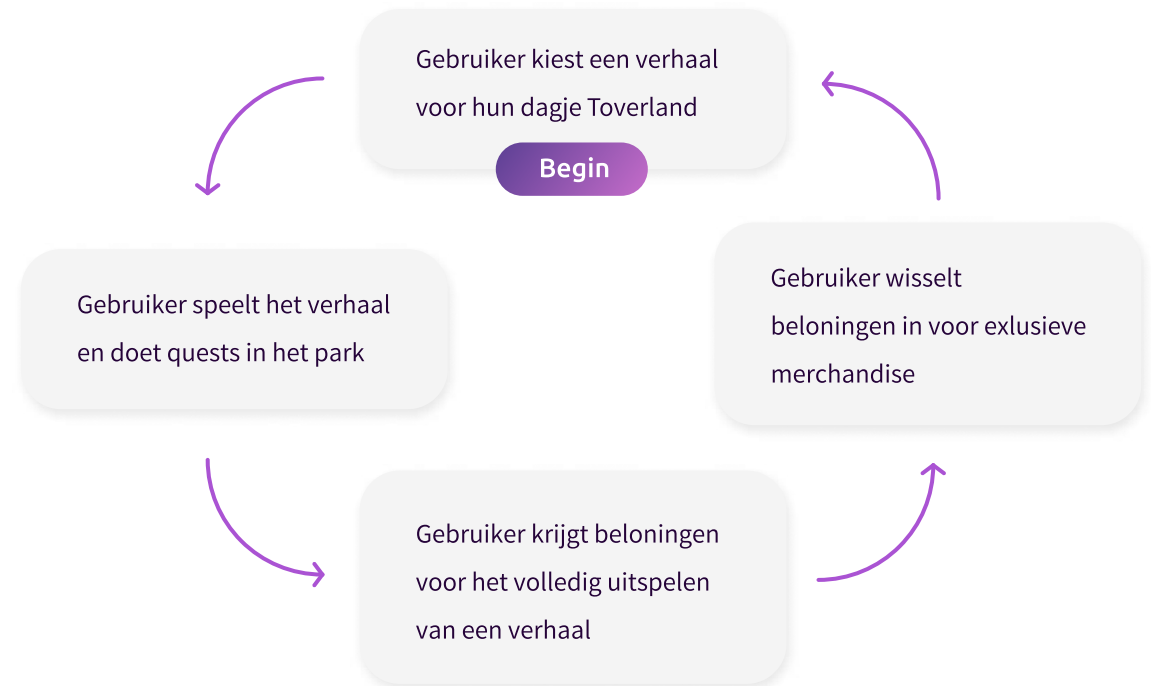 Gebruiker kiest een verhaal
voor hun dagje Toverland
Begin
Gebruiker speelt het verhaal
en doet quests in het park
Gebruiker krijgt beloningen
voor het volledig uitspelen
van een verhaal
Gebruiker wisselt
beloningen in voor exlusieve
merchandise